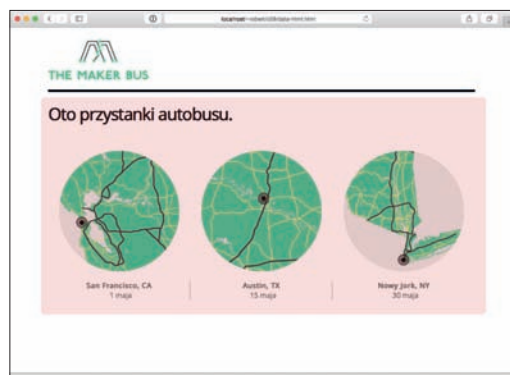 THE MAKER BUS
Oto przystanki autobusu.
San Francisco, CA
1 maja
Austin, TX
15 maja
Nowy Jork, NY
30 maja